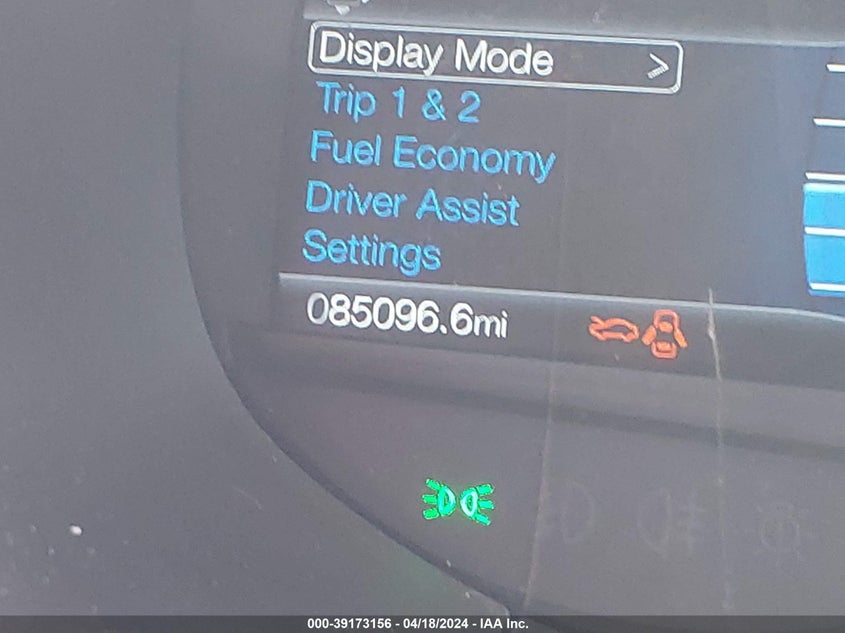 Display Mode >
Trip 1 & 2
Fuel Economy
Driver Assist
Settings
085096.6mi
000-39173156 - 04/18/2024 - IAA Inc.